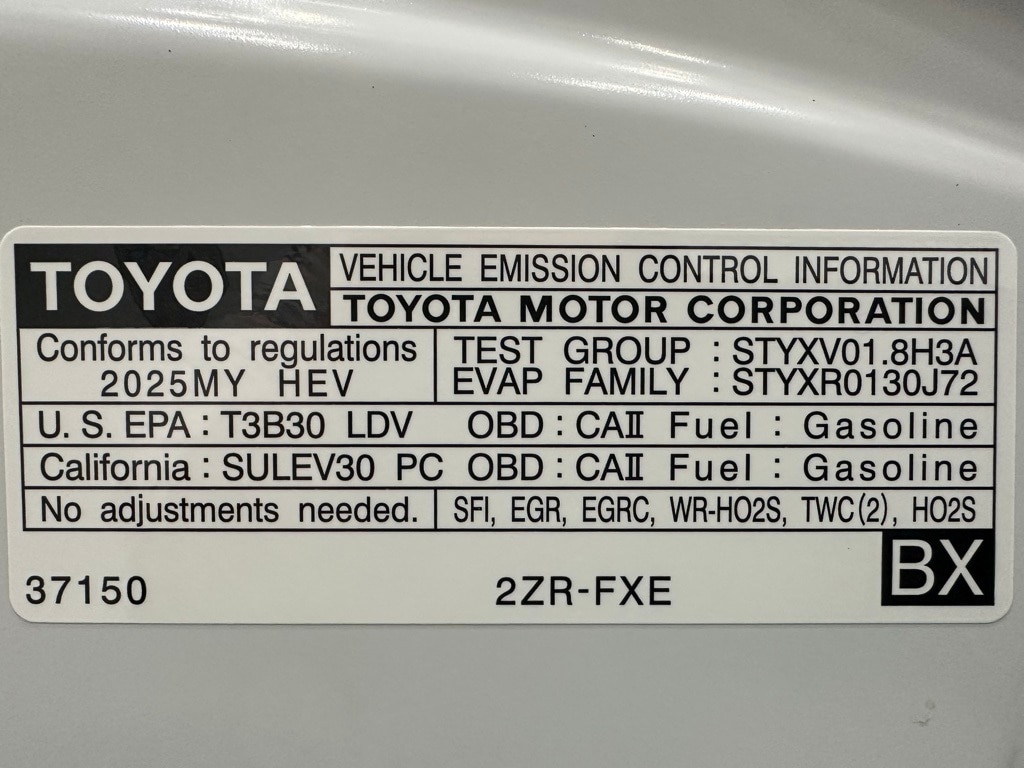 TOYOTA VEHICLE EMISSION CONTROL INFORMATION
TOYOTA MOTOR CORPORATION
Conforms to regulations
2025MY HEV
TEST GROUP : STYXV01.8H3A
EVAP FAMILY : STYXR0130J72
U. S. EPA : T3B30 LDV OBD : CAII Fuel : Gasoline
California : SULEV30 PC OBD : CAII Fuel : Gasoline
No adjustments needed. SFI, EGR, EGRC, WR-HO2S, TWC(2), HO2S
37150 2ZR-FXE BX